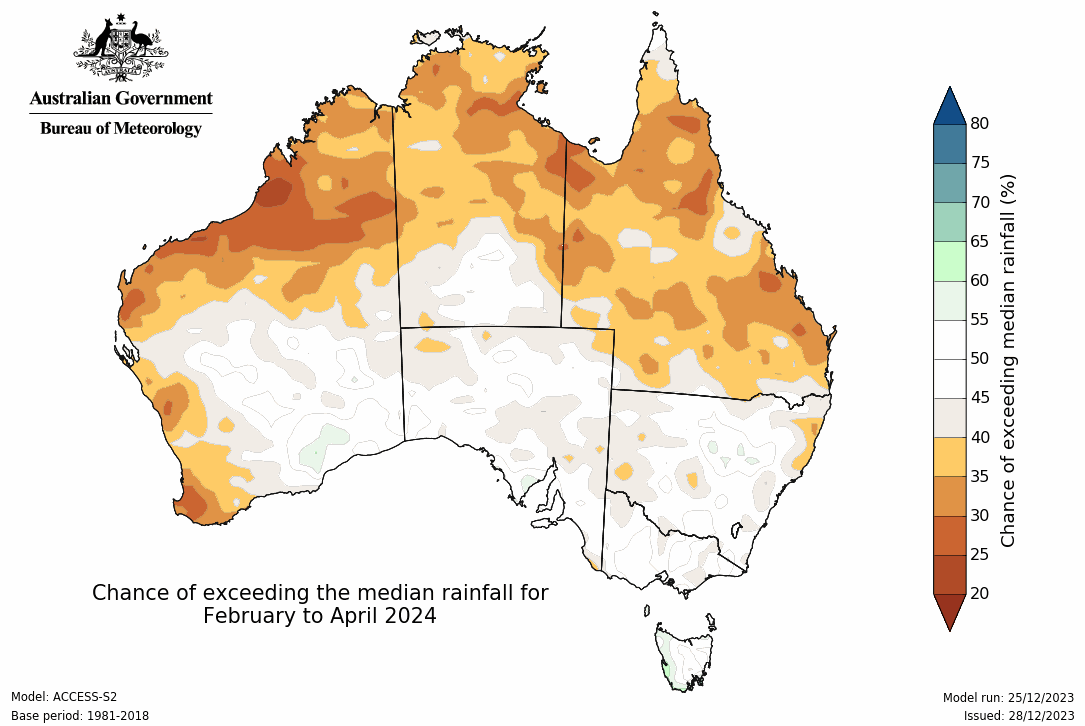 Australian Government
Bureau of Meteorology
80
75
70
65
60
55
50
45
40
35
30
25
20
Chance of exceeding median rainfall (%)
Chance of exceeding the median rainfall for
February to April 2024
Model: ACCESS-S2
Base period: 1981-2018
Model run: 25/12/2023
Issued: 28/12/2023